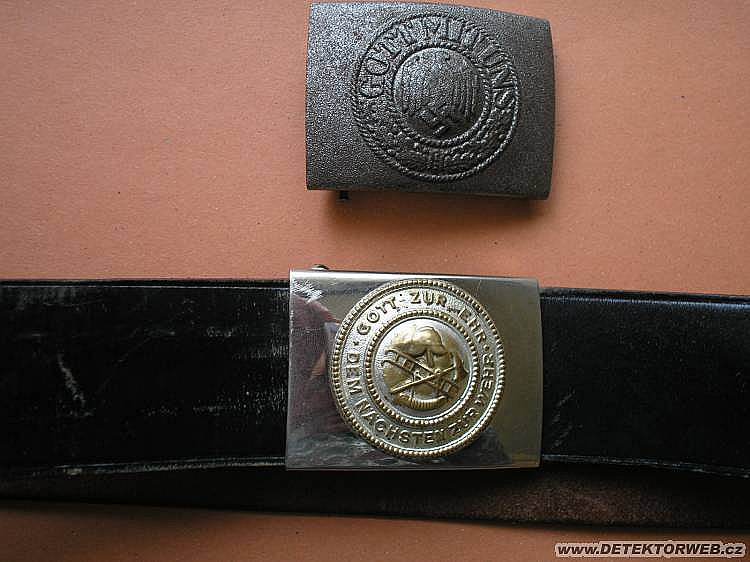 GOTT MIT UNS
GOTT · ZUR · EHR ·
DEM NÄCHSTEN ZUR WEHR ·
www.DETEKTORWEB.cz